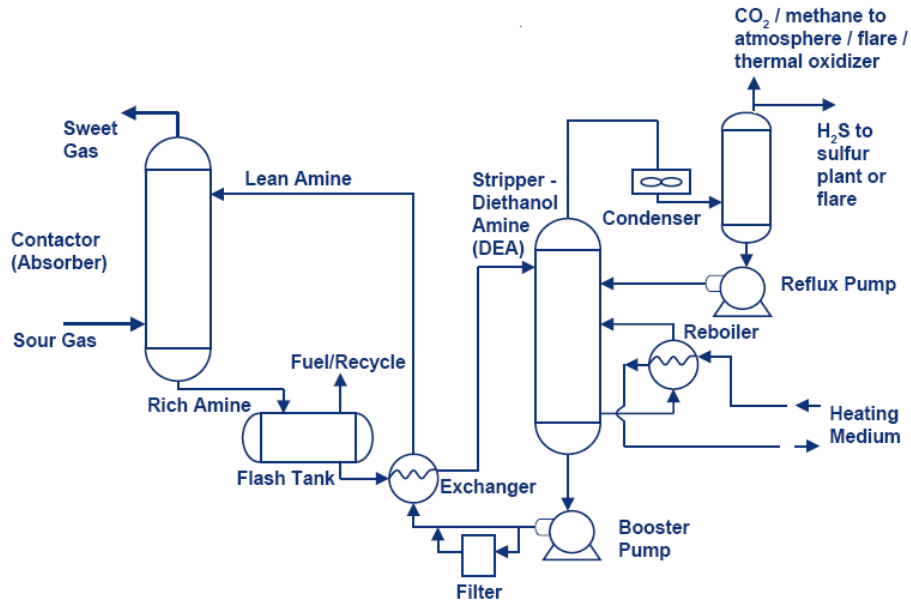 CO2 / methane to
atmosphere / flare /
thermal oxidizer
H2S to
sulfur
plant or
flare
Sweet
Gas
Lean Amine
Stripper -
Diethanol
Amine
(DEA)
Condenser
Contactor
(Absorber)
Reflux Pump
Sour Gas
Reboiler
Fuel/Recycle
Rich Amine
Heating
Medium
Flash Tank
Exchanger
Booster
Pump
Filter